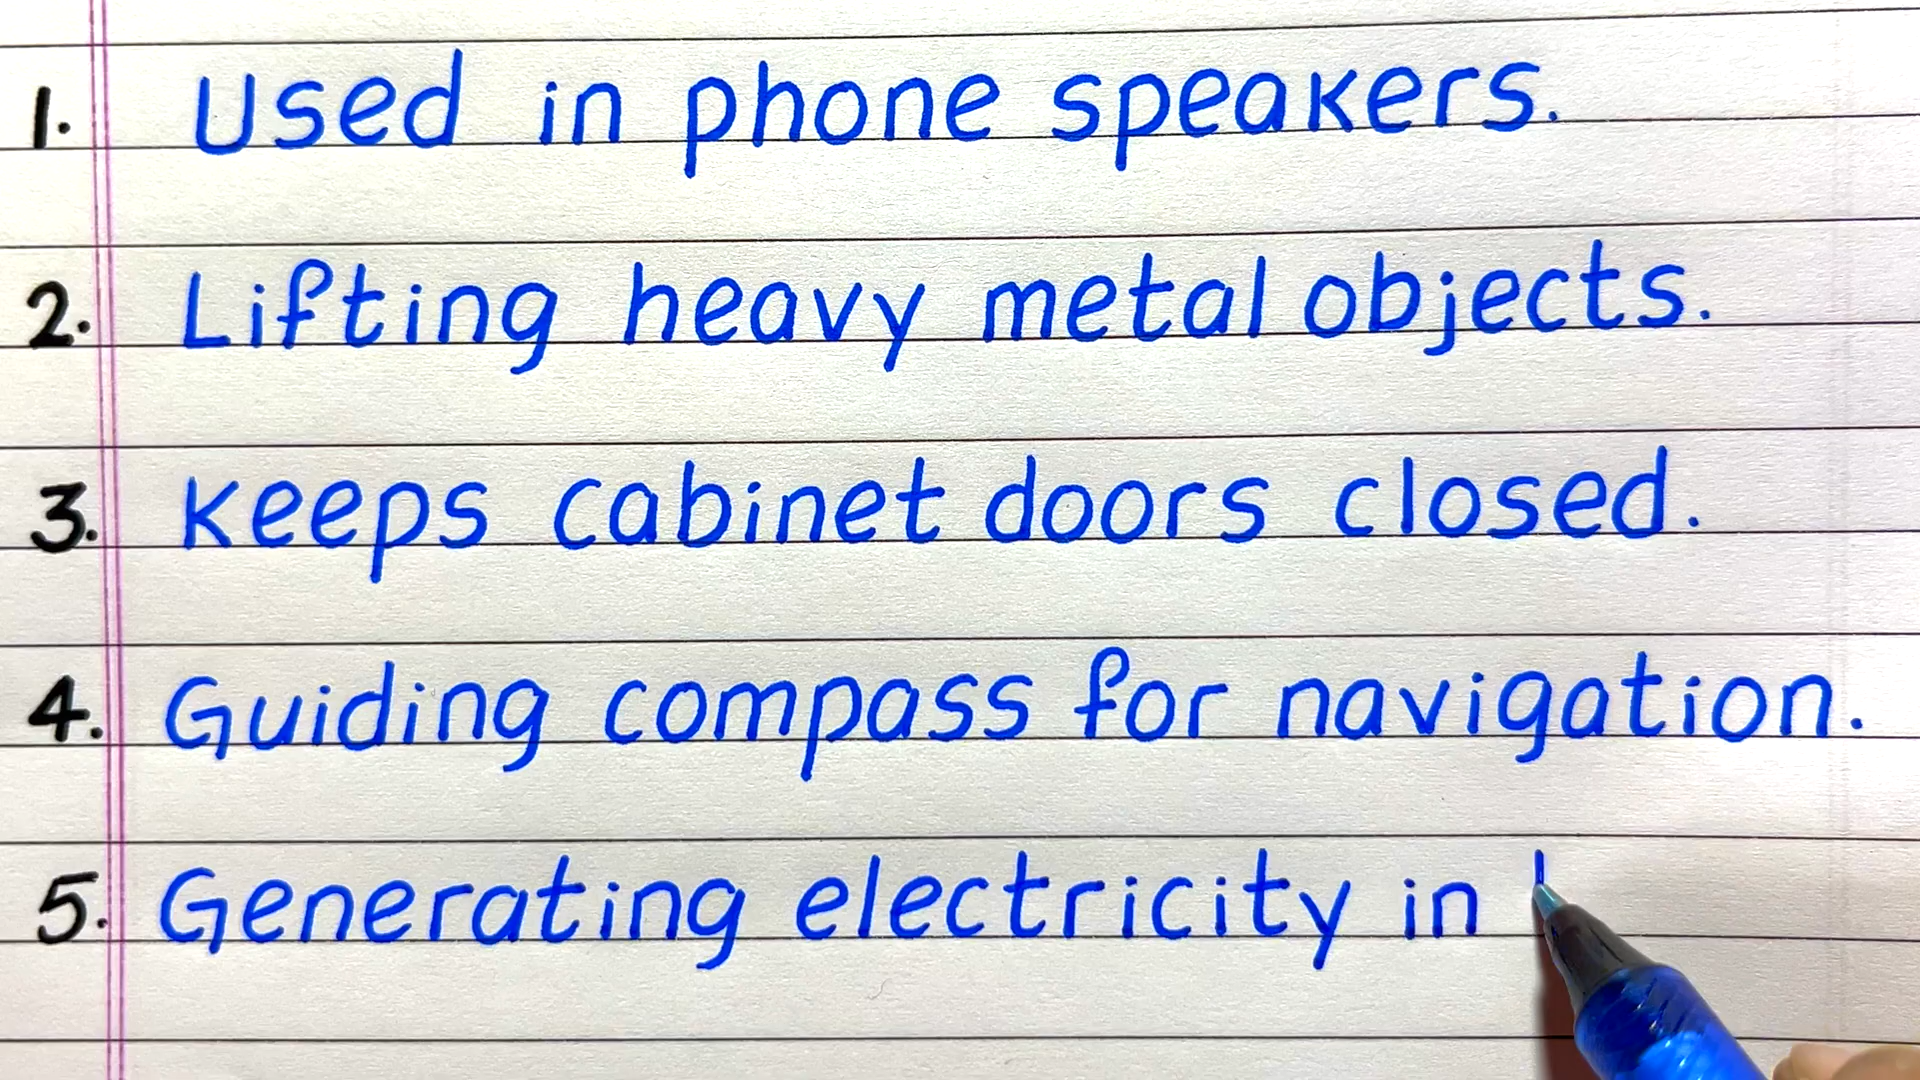 1. Used in phone speakers.
2. Lifting heavy metal objects.
3. Keeps cabinet doors closed.
4. Guiding compass for navigation.
5. Generating electricity in